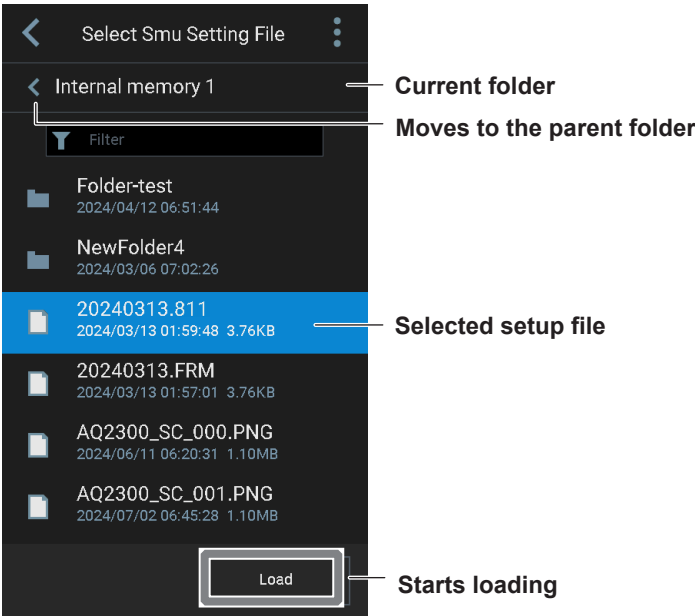 Select Smu Setting File
Internal memory 1
Current folder
Moves to the parent folder
Filter
Folder-test
2024/04/12 06:51:44
NewFolder4
2024/03/06 07:02:26
20240313.811
2024/03/13 01:59:48 3.76KB
Selected setup file
20240313.FRM
2024/03/13 01:57:01 3.76KB
AQ2300_SC_000.PNG
2024/06/11 06:20:31 1.10MB
AQ2300_SC_001.PNG
2024/07/02 06:45:28 1.10MB
Load
Starts loading